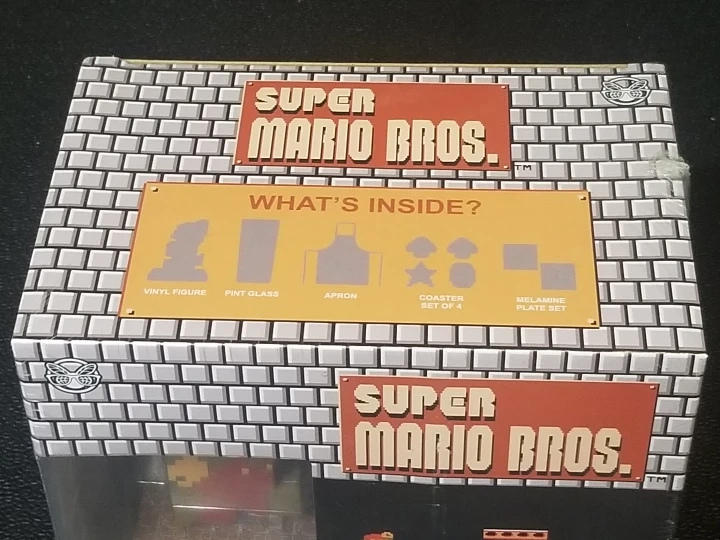 SUPER
MARIO BROS.
TM
WHAT'S INSIDE?
VINYL FIGURE
PINT GLASS
APRON
COASTER
SET OF 4
MELAMINE
PLATE SET
SUPER
MARIO BROS.
TM